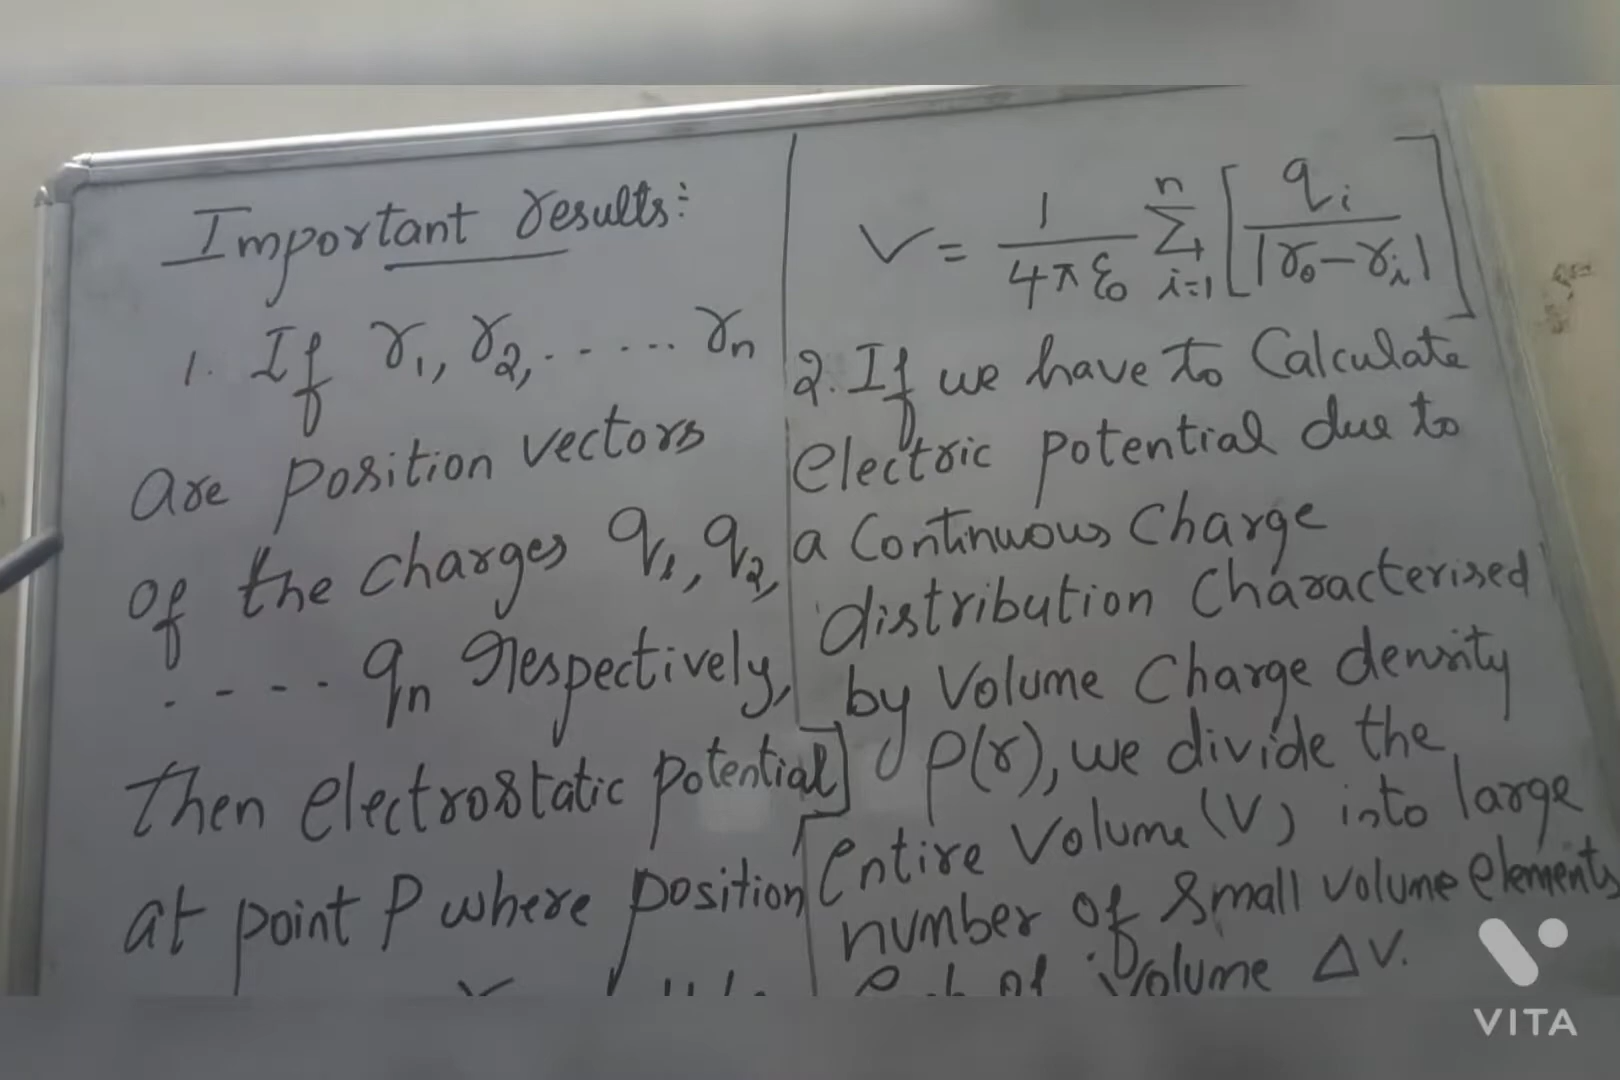 Important results:
1. If r₁, r₂, ..... rn
are position vectors
of the charges q₁, q₂,
..... qn respectively,
then electrostatic potential
at point P where position
V = 1/4πε₀ Σ i=1 n [qi/|r₀-ri|]
2. If we have to Calculate
electric potential due to
a Continuous Charge
distribution Characterised
by Volume Charge density
ρ(r), we divide the
entire Volume (V) into large
number of small volume elements
Each of volume ΔV.
VITA